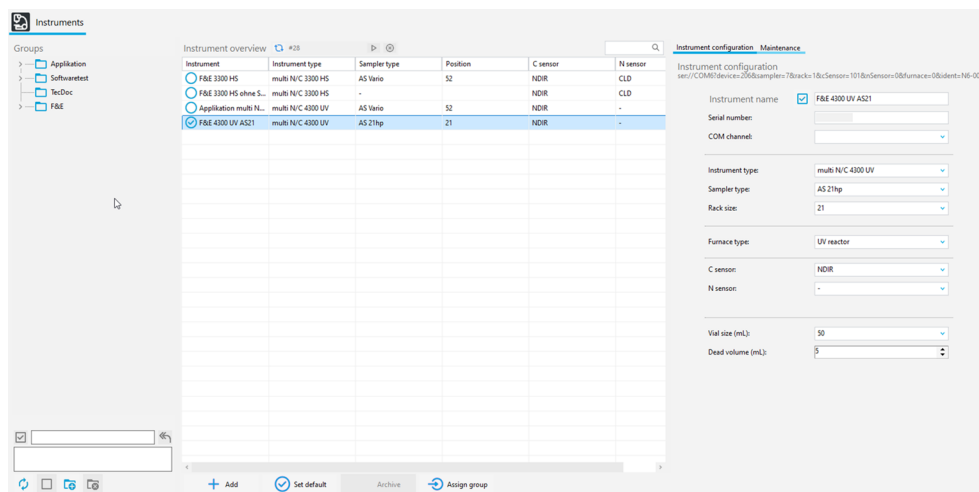 Instruments
Groups
Applikation
Softwaretest
TecDoc
F&E
Instrument overview #28
Instrument Instrument type Sampler type Position C sensor N sensor
F&E 3300 HS multi N/C 3300 HS AS Vario 52 NDIR CLD
F&E 3300 HS ohne S... multi N/C 3300 HS - NDIR CLD
Applikation multi N... multi N/C 4300 UV AS Vario 52 NDIR -
F&E 4300 UV AS21 multi N/C 4300 UV AS 21hp 21 NDIR -
Add Set default Archive Assign group
Instrument configuration Maintenance
Instrument configuration
ser://COM6?device=206&sampler=7&rack=1&cSensor=101&nSensor=0&furnace=0&ident=N6-00
Instrument name F&E 4300 UV AS21
Serial number:
COM channel:
Instrument type: multi N/C 4300 UV
Sampler type: AS 21hp
Rack size: 21
Furnace type: UV reactor
C sensor: NDIR
N sensor: -
Vial size (mL): 50
Dead volume (mL): 5